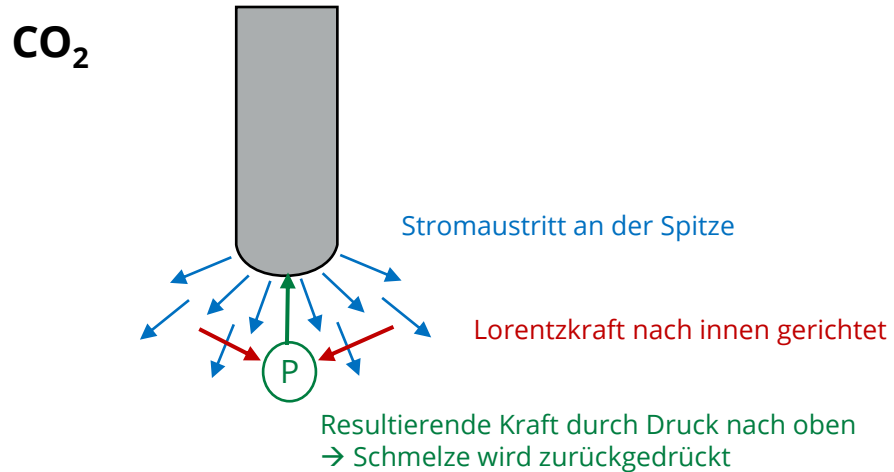 CO₂
Stromaustritt an der Spitze
Lorentzkraft nach innen gerichtet
P
Resultierende Kraft durch Druck nach oben
→ Schmelze wird zurückgedrückt